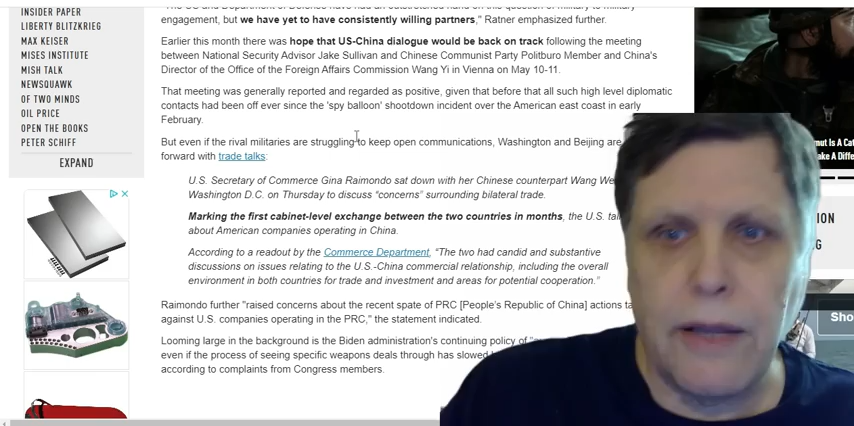 INSIDER PAPER
LIBERTY BLITZKRIEG
MAX KEISER
MISES INSTITUTE
MISH TALK
NEWSQUAWK
OF TWO MINDS
OIL PRICE
OPEN THE BOOKS
PETER SCHIFF
EXPAND
engagement, but we have yet to have consistently willing partners," Ratner emphasized further.
Earlier this month there was hope that US-China dialogue would be back on track following the meeting
between National Security Advisor Jake Sullivan and Chinese Communist Party Politburo Member and China's
Director of the Office of the Foreign Affairs Commission Wang Yi in Vienna on May 10-11.
That meeting was generally reported and regarded as positive, given that before that all such high level diplomatic
contacts had been off ever since the 'spy balloon' shootdown incident over the American east coast in early
February.
But even if the rival militaries are struggling to keep open communications, Washington and Beijing are
forward with trade talks:
U.S. Secretary of Commerce Gina Raimondo sat down with her Chinese counterpart Wang We
Washington D.C. on Thursday to discuss “concerns” surrounding bilateral trade.
Marking the first cabinet-level exchange between the two countries in months, the U.S. tal
about American companies operating in China.
According to a readout by the Commerce Department, “The two had candid and substantive
discussions on issues relating to the U.S.-China commercial relationship, including the overall
environment in both countries for trade and investment and areas for potential cooperation.”
Raimondo further "raised concerns about the recent spate of PRC [People's Republic of China] actions ta
against U.S. companies operating in the PRC," the statement indicated.
Looming large in the background is the Biden administration's continuing policy of
even if the process of seeing specific weapons deals through has slowed
according to complaints from Congress members.
mut Is A Cat
ake A Diffe
ION
G
Sho